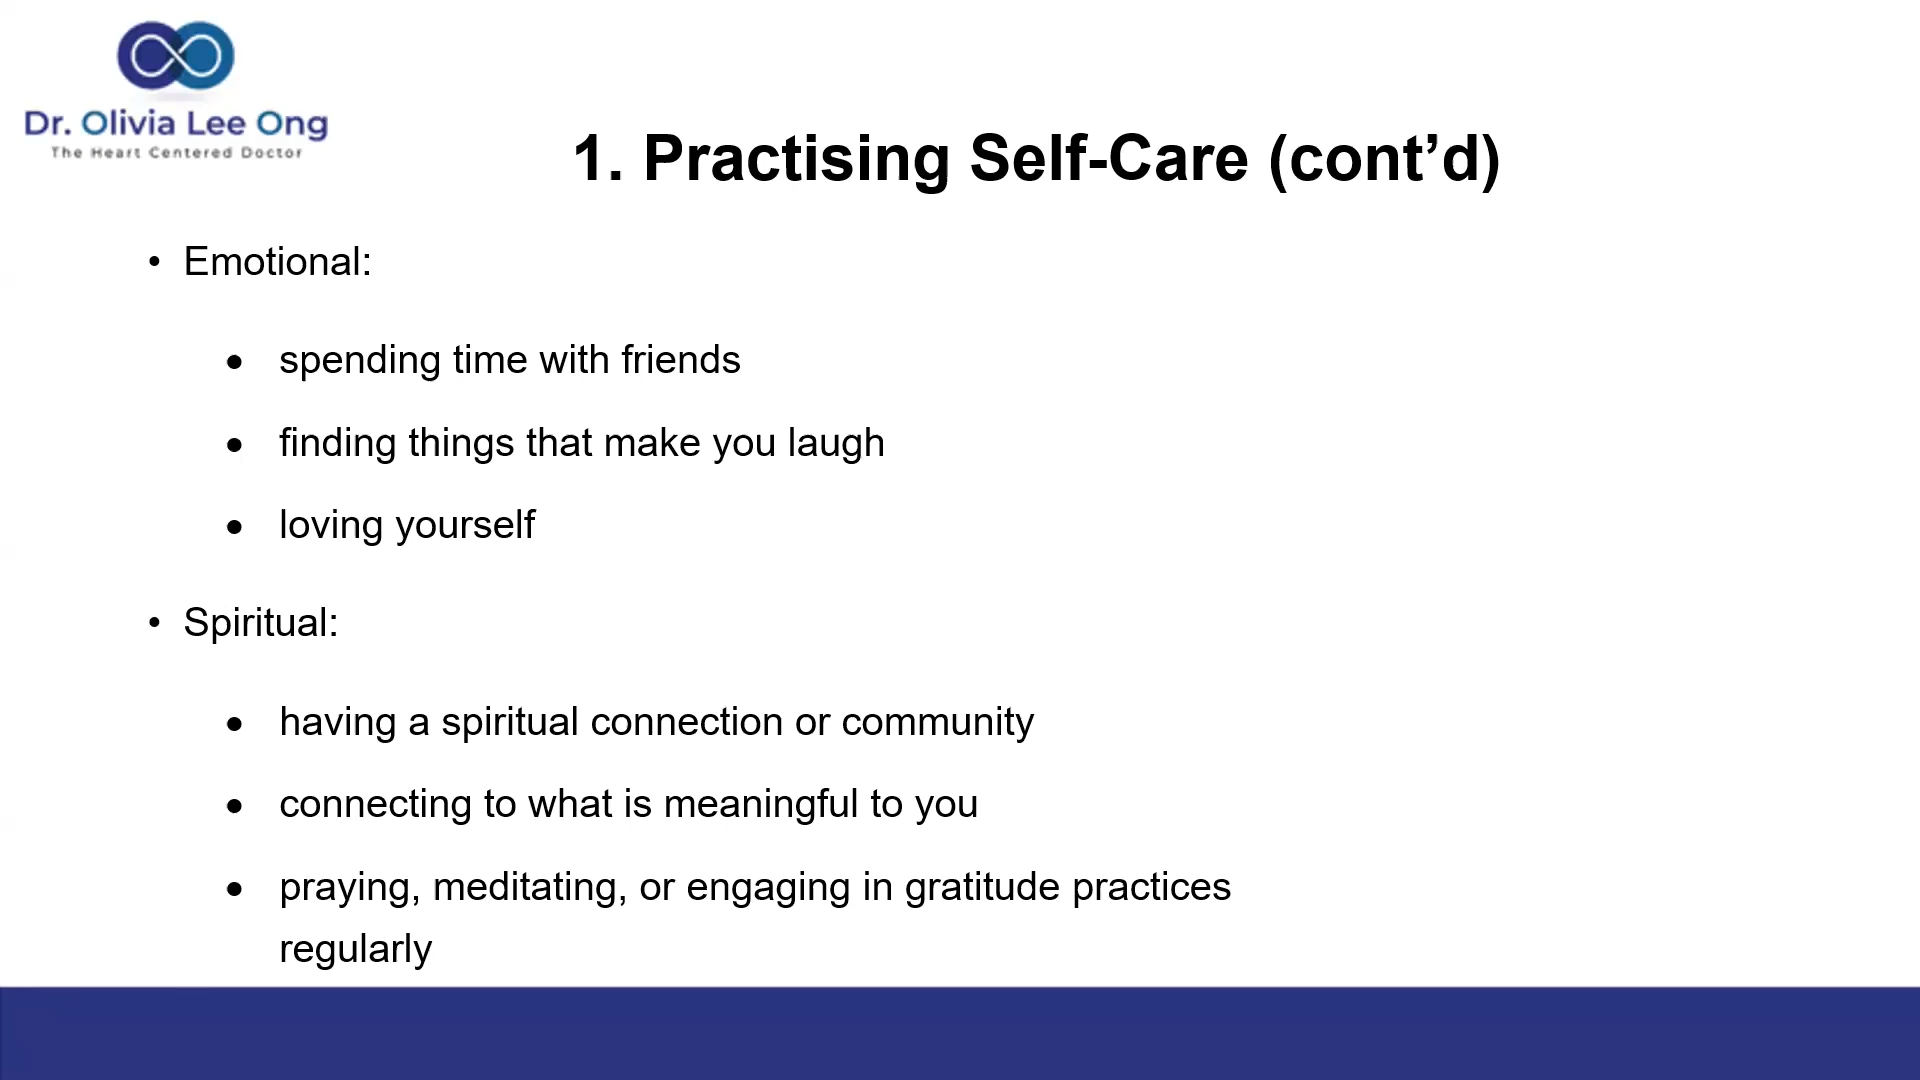 Dr. Olivia Lee Ong
The Heart Centered Doctor
1. Practising Self-Care (cont’d)
• Emotional:
● spending time with friends
● finding things that make you laugh
● loving yourself
• Spiritual:
● having a spiritual connection or community
● connecting to what is meaningful to you
● praying, meditating, or engaging in gratitude practices
regularly